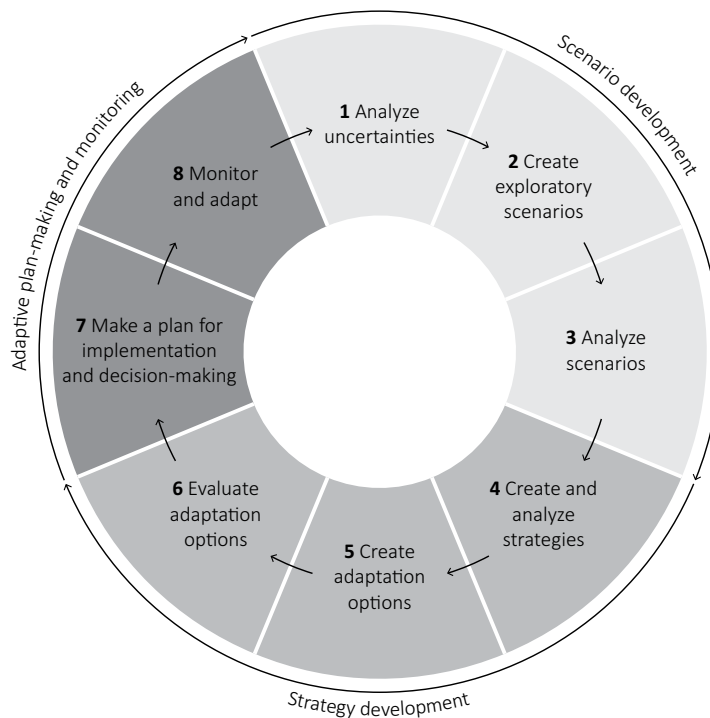 Scenario development
1 Analyze
uncertainties
2 Create
exploratory
scenarios
3 Analyze
scenarios
4 Create and
analyze
strategies
5 Create
adaptation
options
6 Evaluate
adaptation
options
7 Make a plan for
implementation
and decision-making
8 Monitor
and adapt
Adaptive plan-making and monitoring
Strategy development